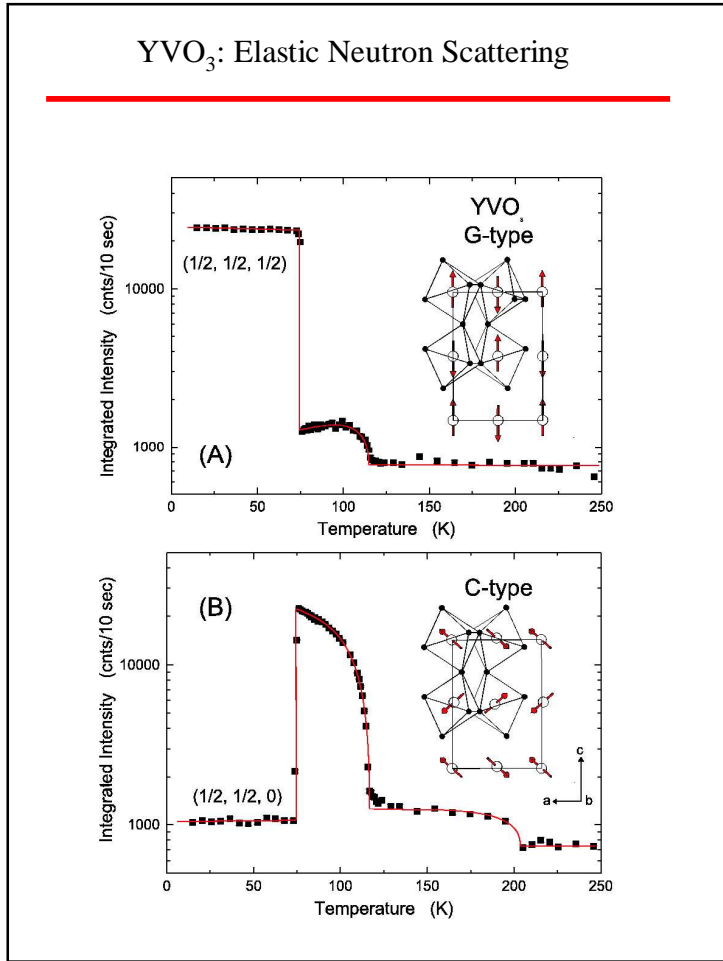 YVO₃: Elastic Neutron Scattering
Integrated Intensity (cnts/10 sec)
10000
1000
(1/2, 1/2, 1/2)
YVO₃
G-type
(A)
0 50 75 100 150 200 250
Temperature (K)
Integraled Intensity (cnts/10 sec)
10000
1000
(B)
C-type
(1/2, 1/2, 0)
c
a b
0 50 100 150 200 250
Temperature (K)